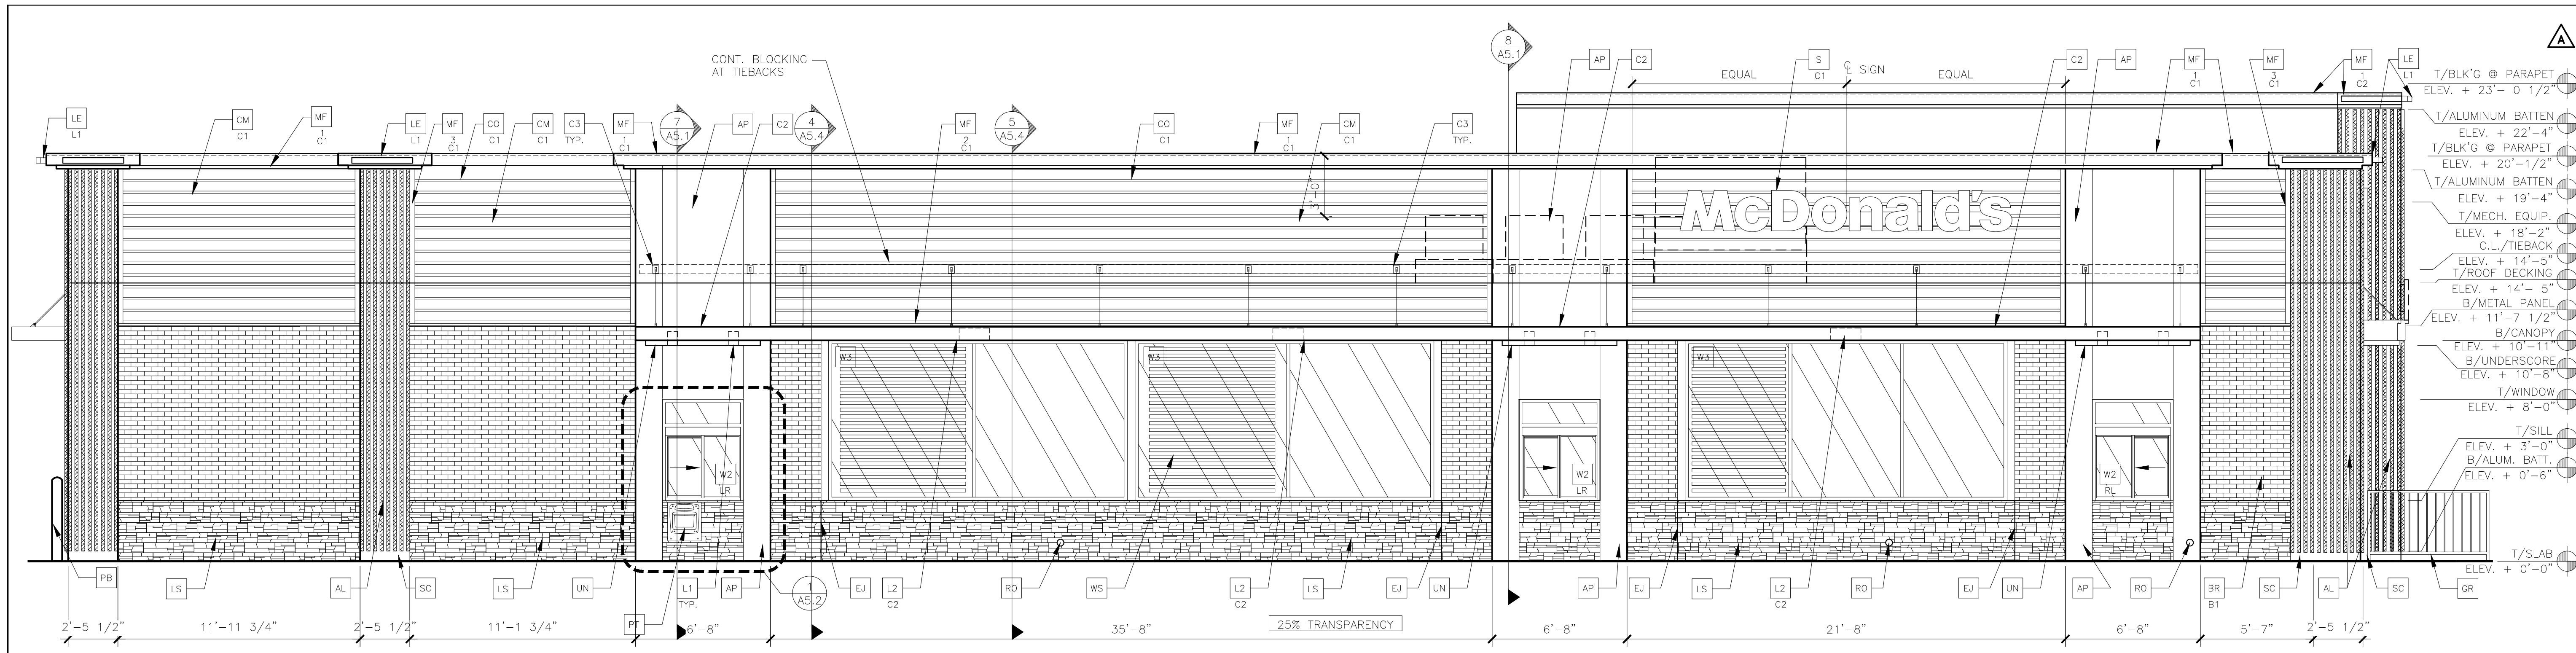 8
A5.1
A
CONT. BLOCKING
AT TIEBACKS
AP
C2
S
C1
EQUAL
℄ SIGN
EQUAL
C2
AP
MF
1
C1
MF
3
C1
MF
1
C2
LE
L1
LE
L1
CM
C1
MF
1
C1
LE
L1
MF
3
C1
CO
C1
CM
C1
C3
TYP.
MF
1
C1
7
A5.1
AP
C2
4
A5.4
MF
2
C1
5
A5.4
CO
C1
MF
1
C1
CM
C1
C3
TYP.
3'-0"
McDonald's
T/BLK'G @ PARAPET
ELEV. + 23'- 0 1/2"
T/ALUMINUM BATTEN
ELEV. + 22'-4"
T/BLK'G @ PARAPET
ELEV. + 20'-1/2"
T/ALUMINUM BATTEN
ELEV. + 19'-4"
T/MECH. EQUIP.
ELEV. + 18'-2"
C.L./TIEBACK
ELEV. + 14'-5"
T/ROOF DECKING
ELEV. + 14'- 5"
B/METAL PANEL
ELEV. + 11'-7 1/2"
B/CANOPY
ELEV. + 10'-11"
B/UNDERSCORE
ELEV. + 10'-8"
T/WINDOW
ELEV. + 8'-0"
T/SILL
ELEV. + 3'-0"
B/ALUM. BATT.
ELEV. + 0'-6"
T/SLAB
ELEV. + 0'-0"
W3
W3
W3
W2
LR
W2
LR
W2
RL
PB
LS
AL
SC
LS
UN
PT
L1
TYP.
AP
1
A5.2
EJ
L2
C2
RO
WS
L2
C2
LS
EJ
UN
AP
EJ
LS
L2
C2
RO
EJ
UN
AP
RO
BR
B1
SC
AL
SC
GR
25% TRANSPARENCY
2'-5 1/2"
11'-11 3/4"
2'-5 1/2"
11'-1 3/4"
6'-8"
35'-8"
6'-8"
21'-8"
6'-8"
5'-7"
2'-5 1/2"